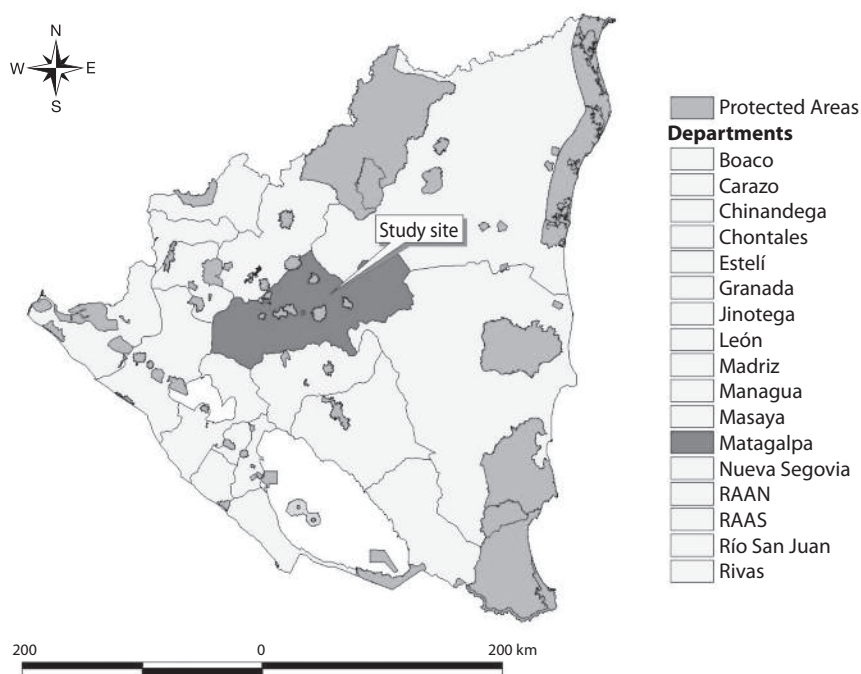 N
W E
S
Study site
Protected Areas
Departments
Boaco
Carazo
Chinandega
Chontales
Estelí
Granada
Jinotega
León
Madriz
Managua
Masaya
Matagalpa
Nueva Segovia
RAAN
RAAS
Río San Juan
Rivas
200 0 200 km